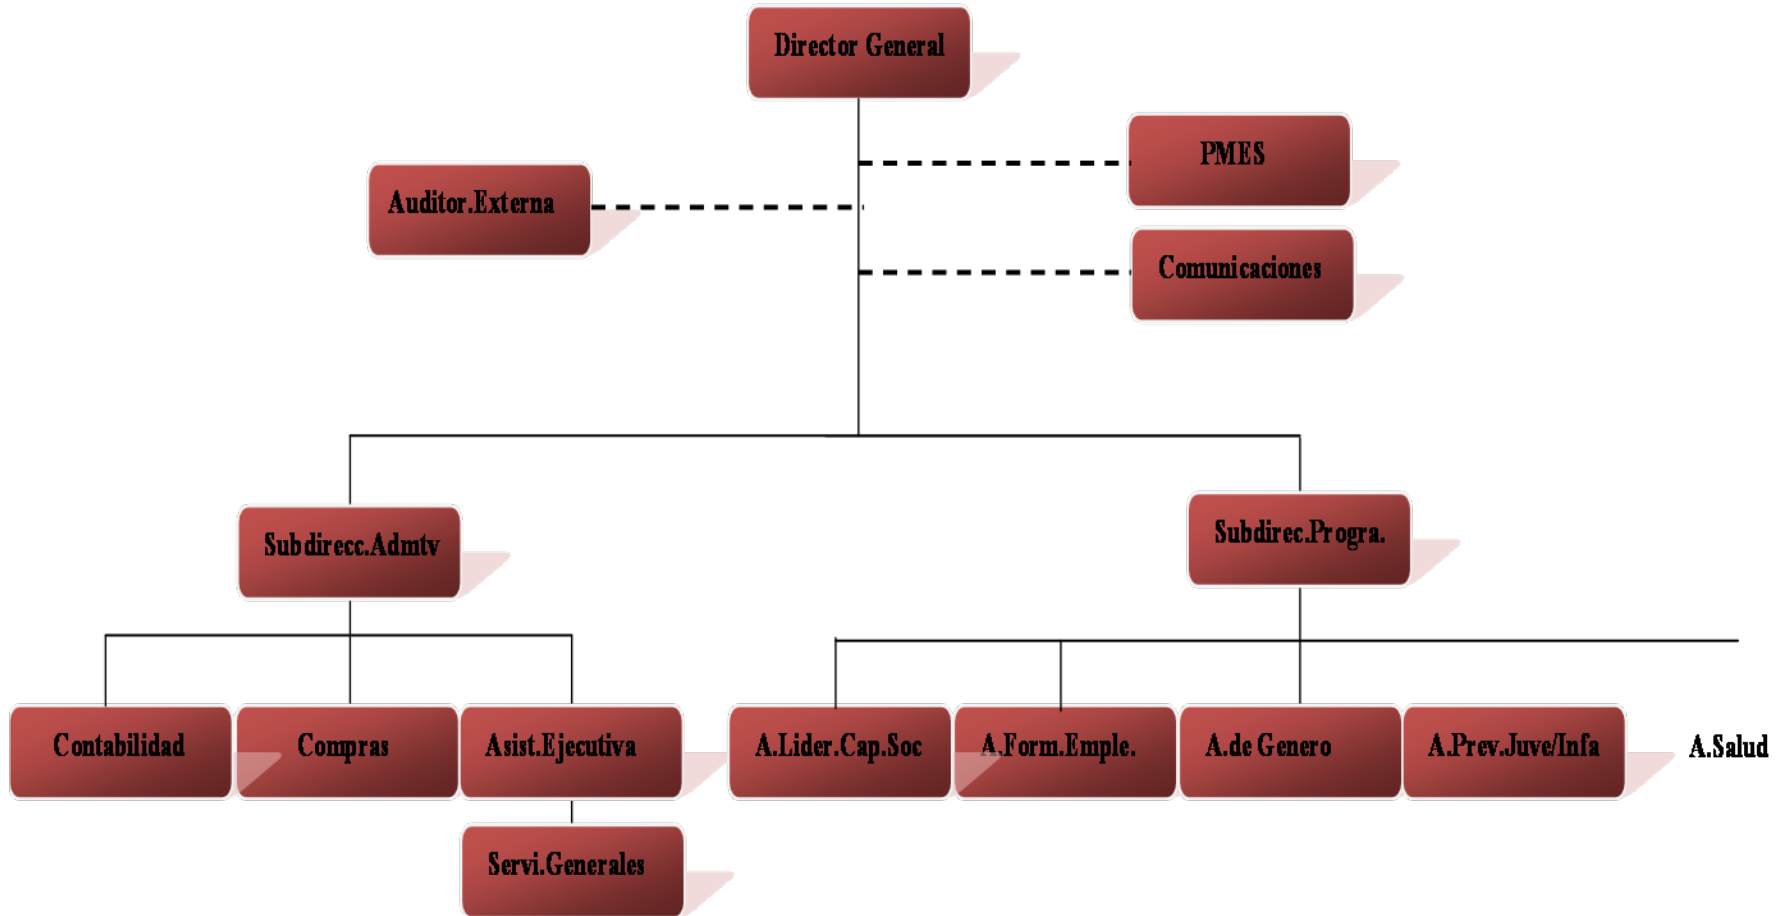 Director General
PMES
Auditor.Externa
Comunicaciones
Subdirecc.Admtv
Subdirec.Progra.
Contabilidad
Compras
Asist.Ejecutiva
A.Lider.Cap.Soc
A.Form.Emple.
A.de Genero
A.Prev.Juve/Infa
A.Salud
Servi.Generales